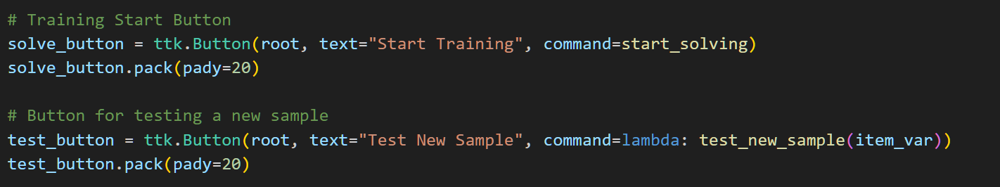 # Training Start Button
solve_button = ttk.Button(root, text="Start Training", command=start_solving)
solve_button.pack(pady=20)
# Button for testing a new sample
test_button = ttk.Button(root, text="Test New Sample", command=lambda: test_new_sample(item_var))
test_button.pack(pady=20)